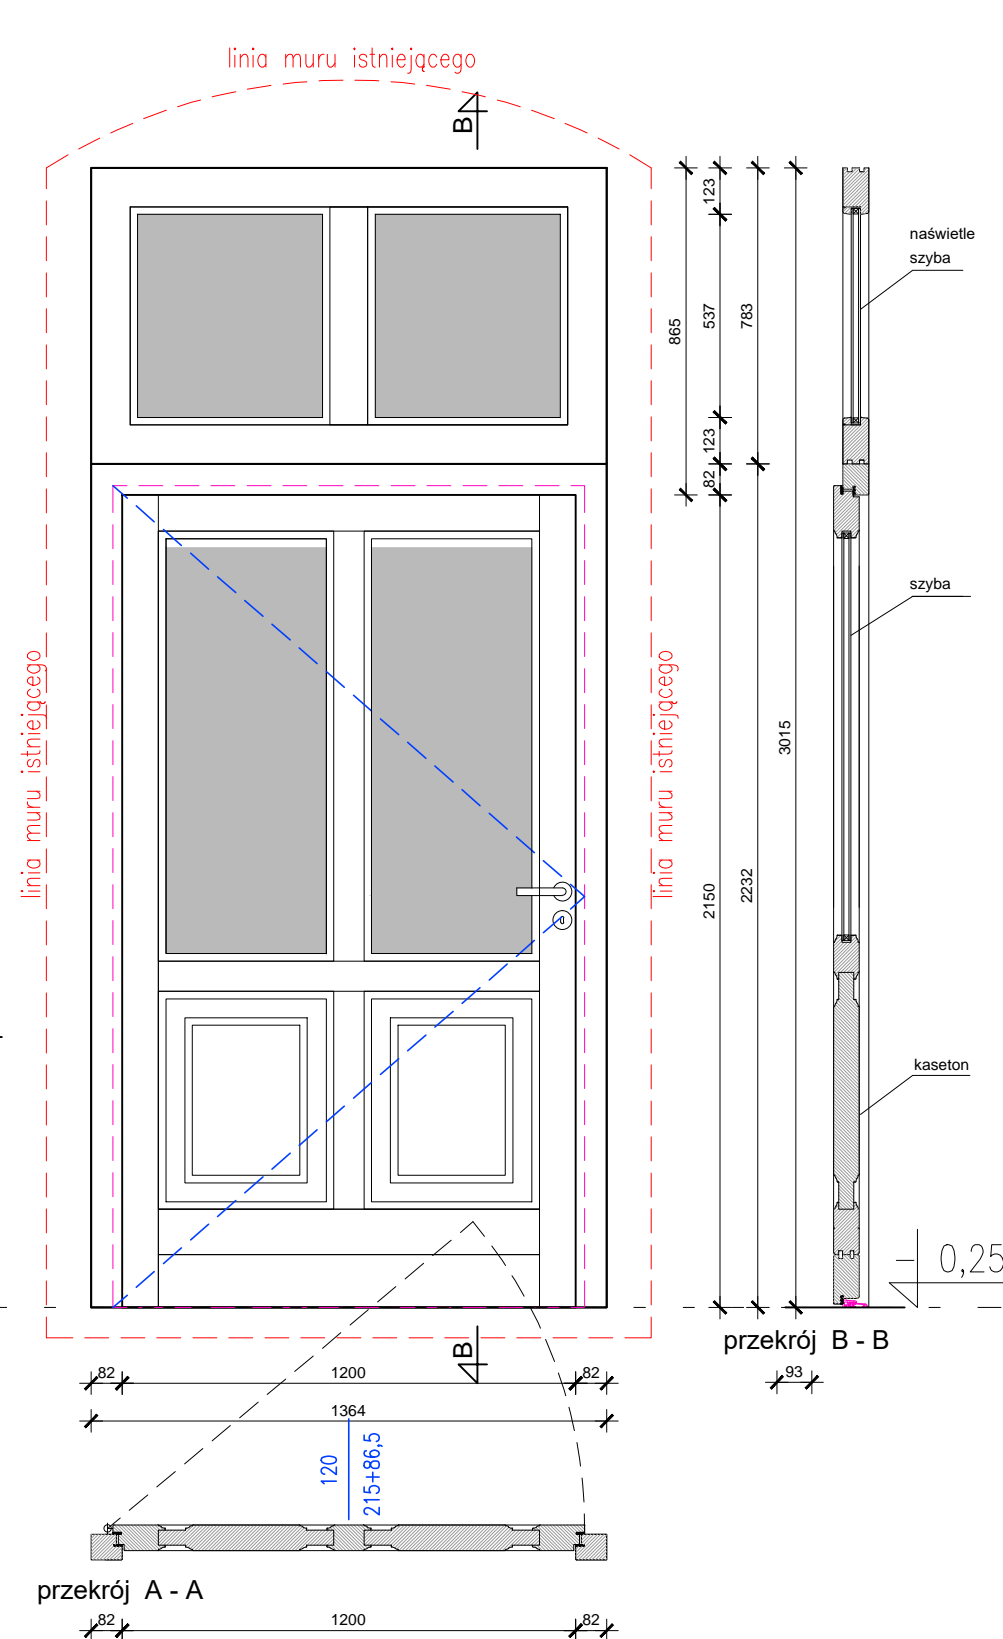 linia muru istniejącego
B
123
naświetle
szyba
537
783
865
123
82
szyba
linia muru istniejącego
linia muru istniejącego
3015
2150
2232
kaseton
0,25
B
przekrój B - B
82
1200
82
93
1364
120
215+86,5
przekrój A - A
82
1200
82